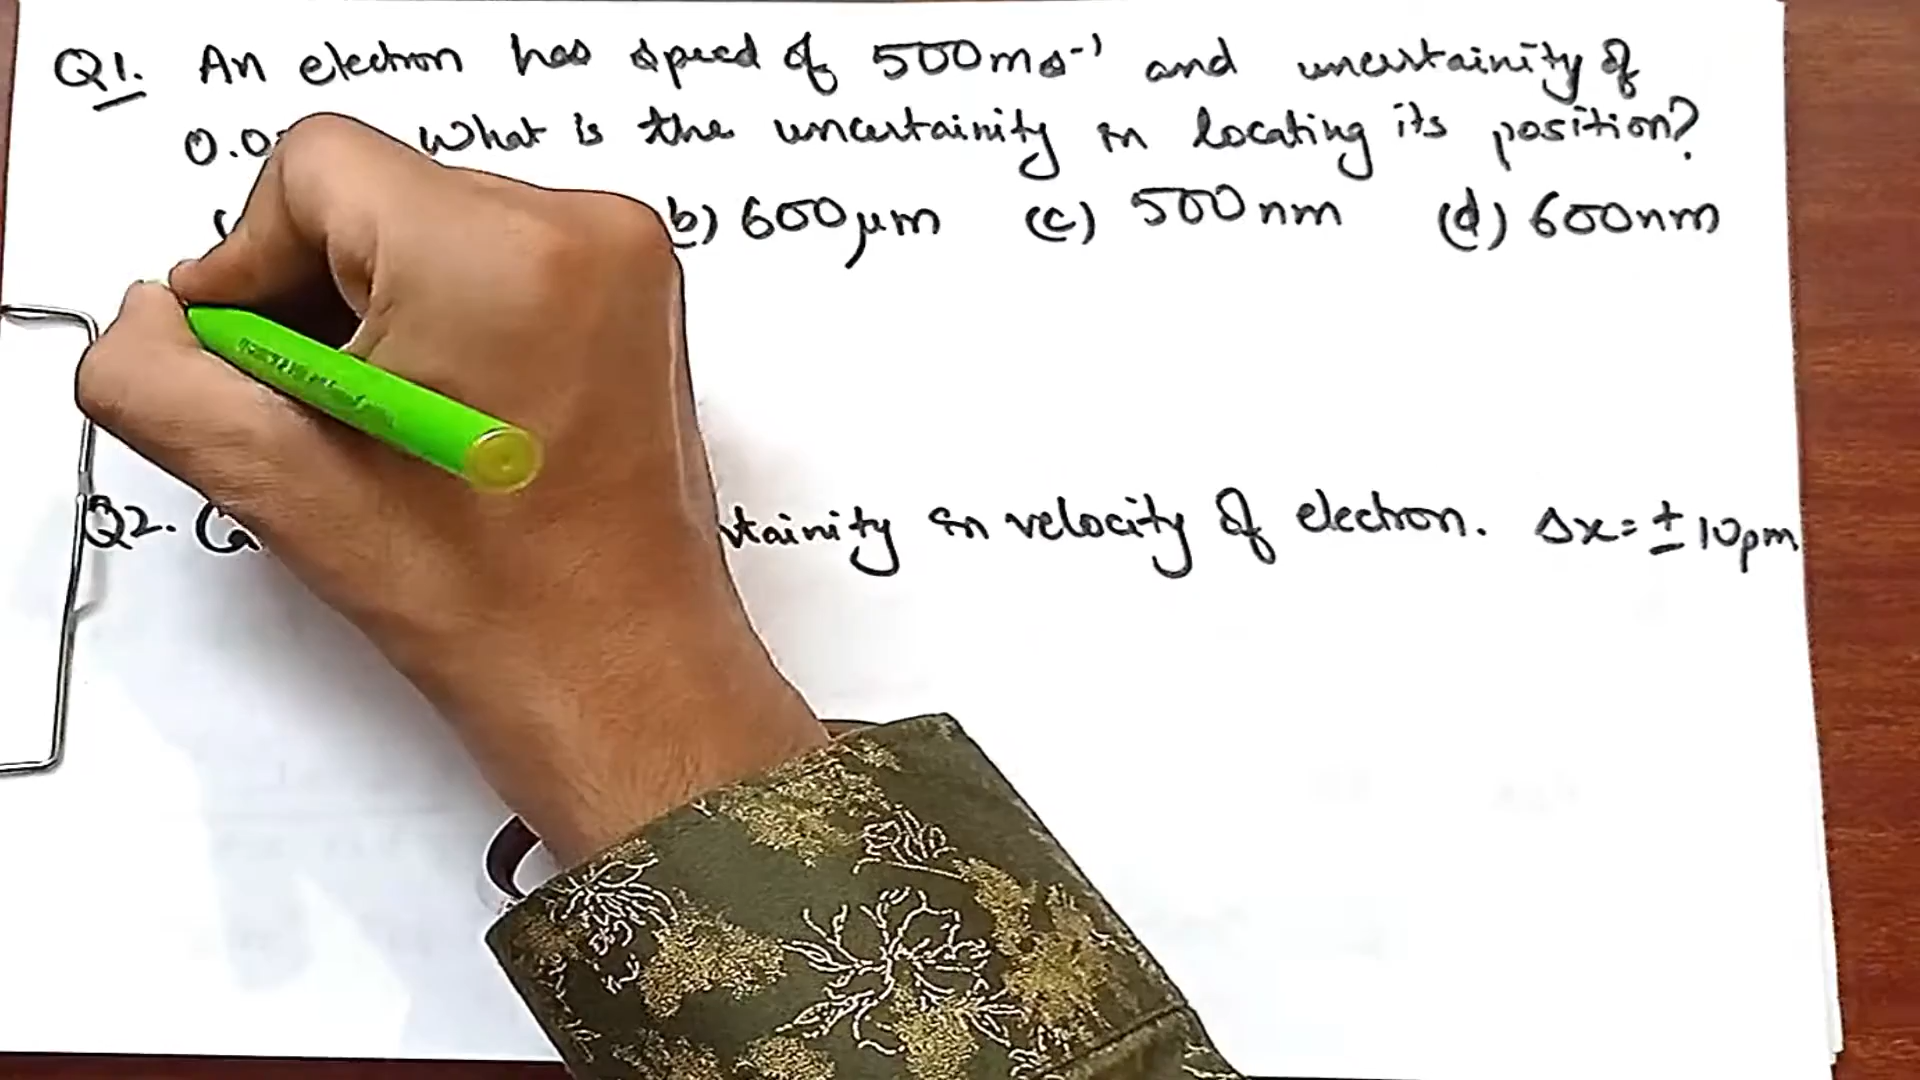 Q1. An electron has speed of 500ms⁻¹ and uncertainity of
0.0 What is the uncertainity in locating its position?
(b) 600μm (c) 500nm (d) 600nm
Q2. in velocity of electron. Δx=±10pm